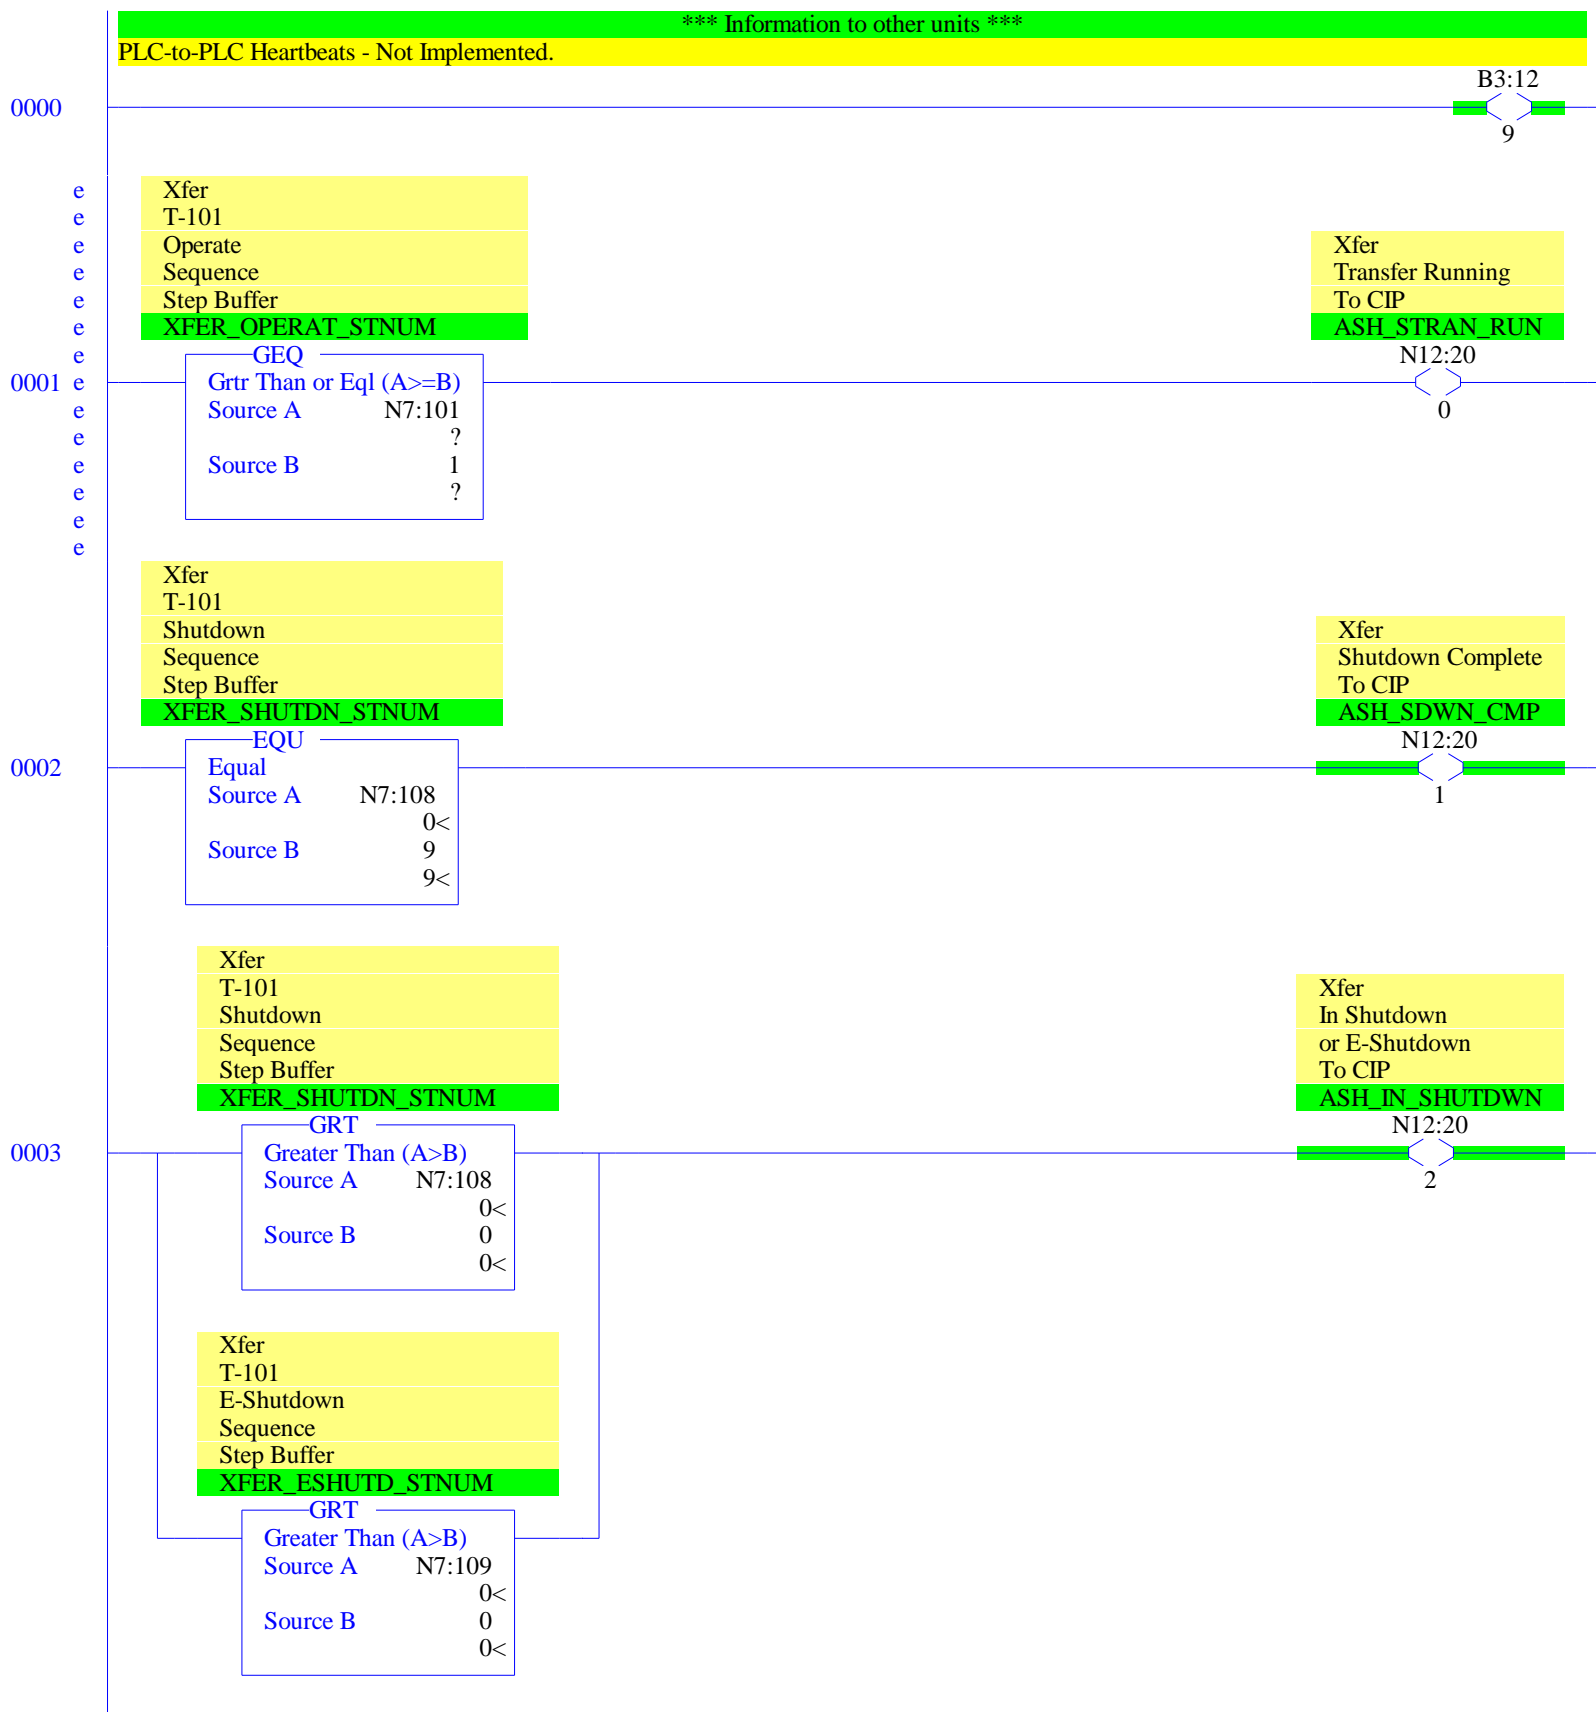 *** Information to other units ***
PLC-to-PLC Heartbeats - Not Implemented.
B3:12
0000
9
e
e
e
e
e
e
e
e
e
e
e
e
e
e
Xfer
T-101
Operate
Sequence
Step Buffer
XFER_OPERAT_STNUM
Xfer
Transfer Running
To CIP
ASH_STRAN_RUN
GEQ
N12:20
0001
Grtr Than or Eql (A>=B)
0
Source A N7:101
?
Source B 1
?
Xfer
T-101
Shutdown
Sequence
Step Buffer
XFER_SHUTDN_STNUM
Xfer
Shutdown Complete
To CIP
ASH_SDWN_CMP
EQU
N12:20
0002
Equal
1
Source A N7:108
0<
Source B 9
9<
Xfer
T-101
Shutdown
Sequence
Step Buffer
XFER_SHUTDN_STNUM
Xfer
In Shutdown
or E-Shutdown
To CIP
ASH_IN_SHUTDWN
GRT
N12:20
0003
Greater Than (A>B)
2
Source A N7:108
0<
Source B 0
0<
Xfer
T-101
E-Shutdown
Sequence
Step Buffer
XFER_ESHUTD_STNUM
GRT
Greater Than (A>B)
Source A N7:109
0<
Source B 0
0<